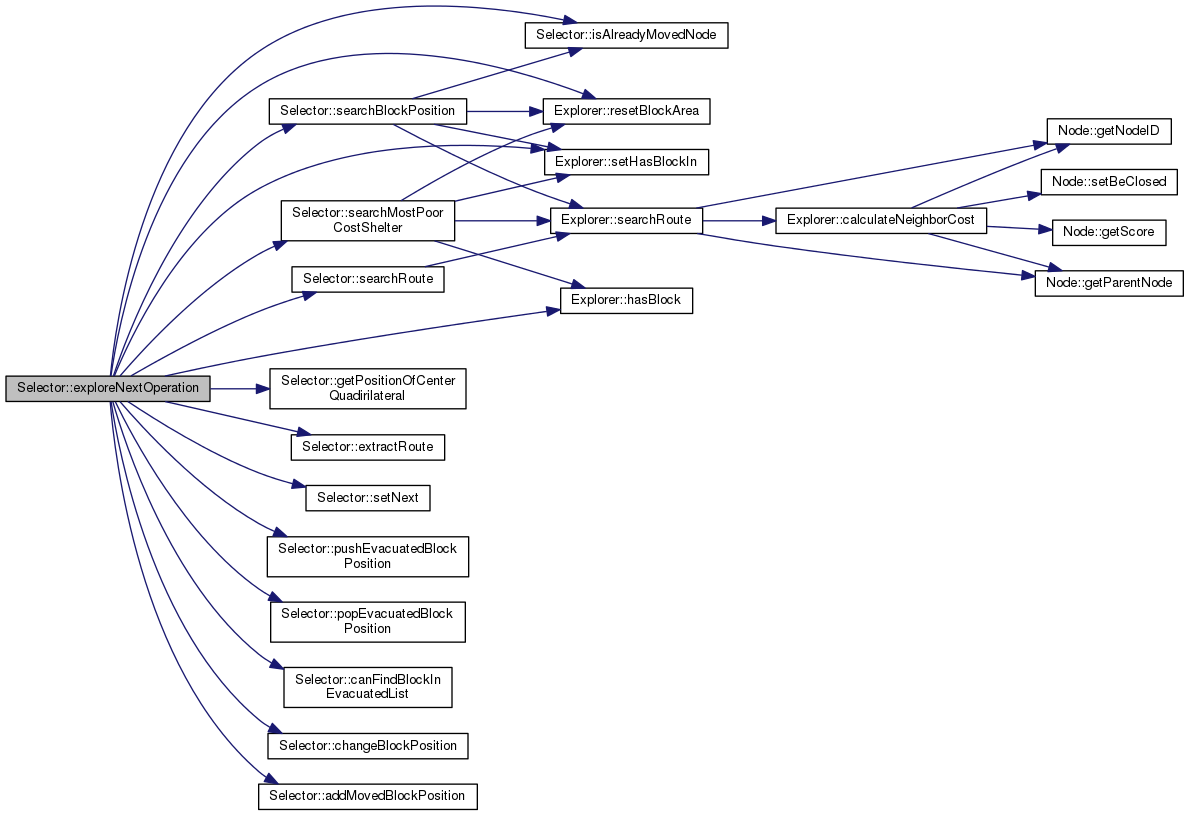 Selector::isAlreadyMovedNode
Selector::searchBlockPosition
Explorer::resetBlockArea
Node::getNodeID
Explorer::setHasBlockIn
Node::setBeClosed
Selector::searchMostPoor
CostShelter
Explorer::searchRoute
Explorer::calculateNeighborCost
Node::getScore
Selector::searchRoute
Node::getParentNode
Explorer::hasBlock
Selector::exploreNextOperation
Selector::getPositionOfCenter
Quadirilateral
Selector::extractRoute
Selector::setNext
Selector::pushEvacuatedBlock
Position
Selector::popEvacuatedBlock
Position
Selector::canFindBlockIn
EvacuatedList
Selector::changeBlockPosition
Selector::addMovedBlockPosition